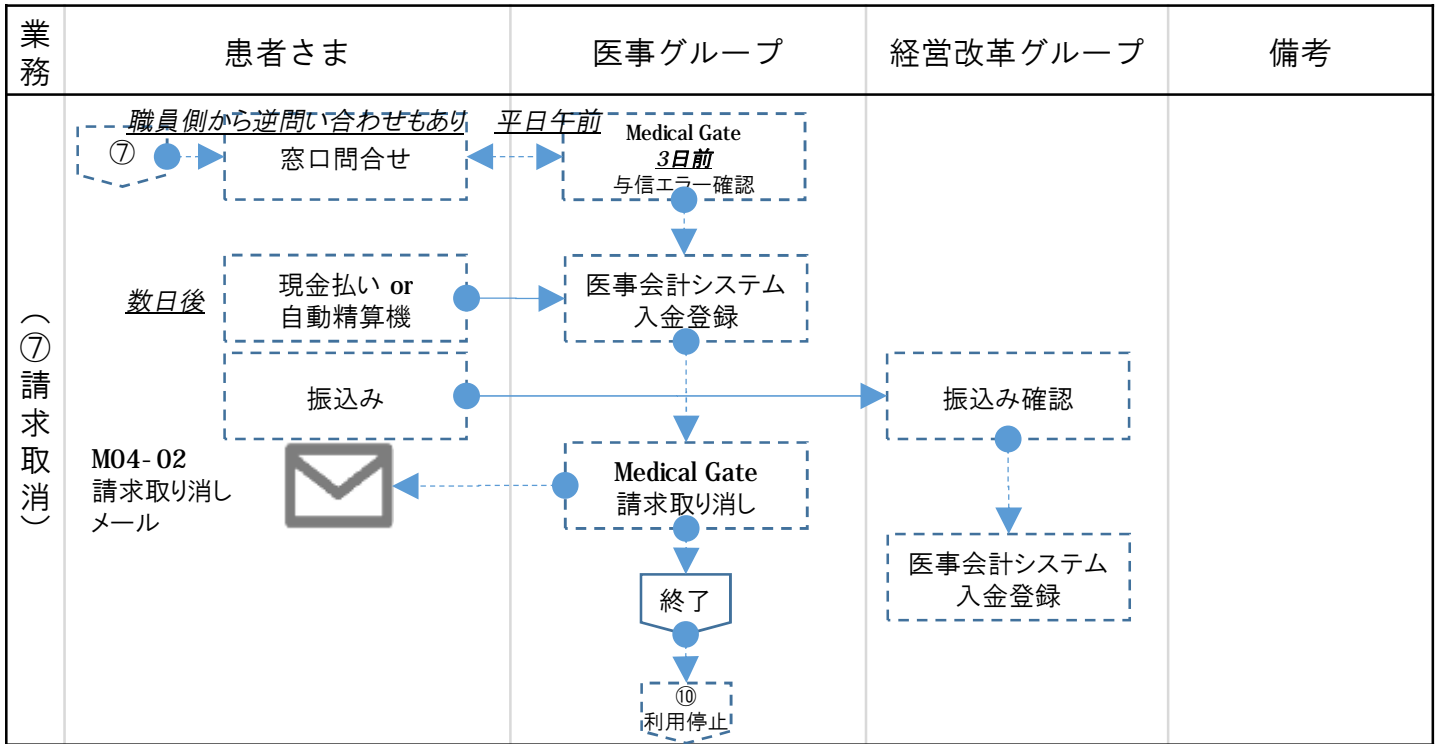 業務
患者さま
医事グループ
経営改革グループ
備考
（⑦請求取消）
職員側から逆問い合わせもあり
平日午前
⑦
窓口問合せ
Medical Gate
3日前
与信エラー確認
数日後
現金払い or
自動精算機
医事会計システム
入金登録
振込み
振込み確認
M04-02
請求取り消し
メール
Medical Gate
請求取り消し
医事会計システム
入金登録
終了
⑩
利用停止